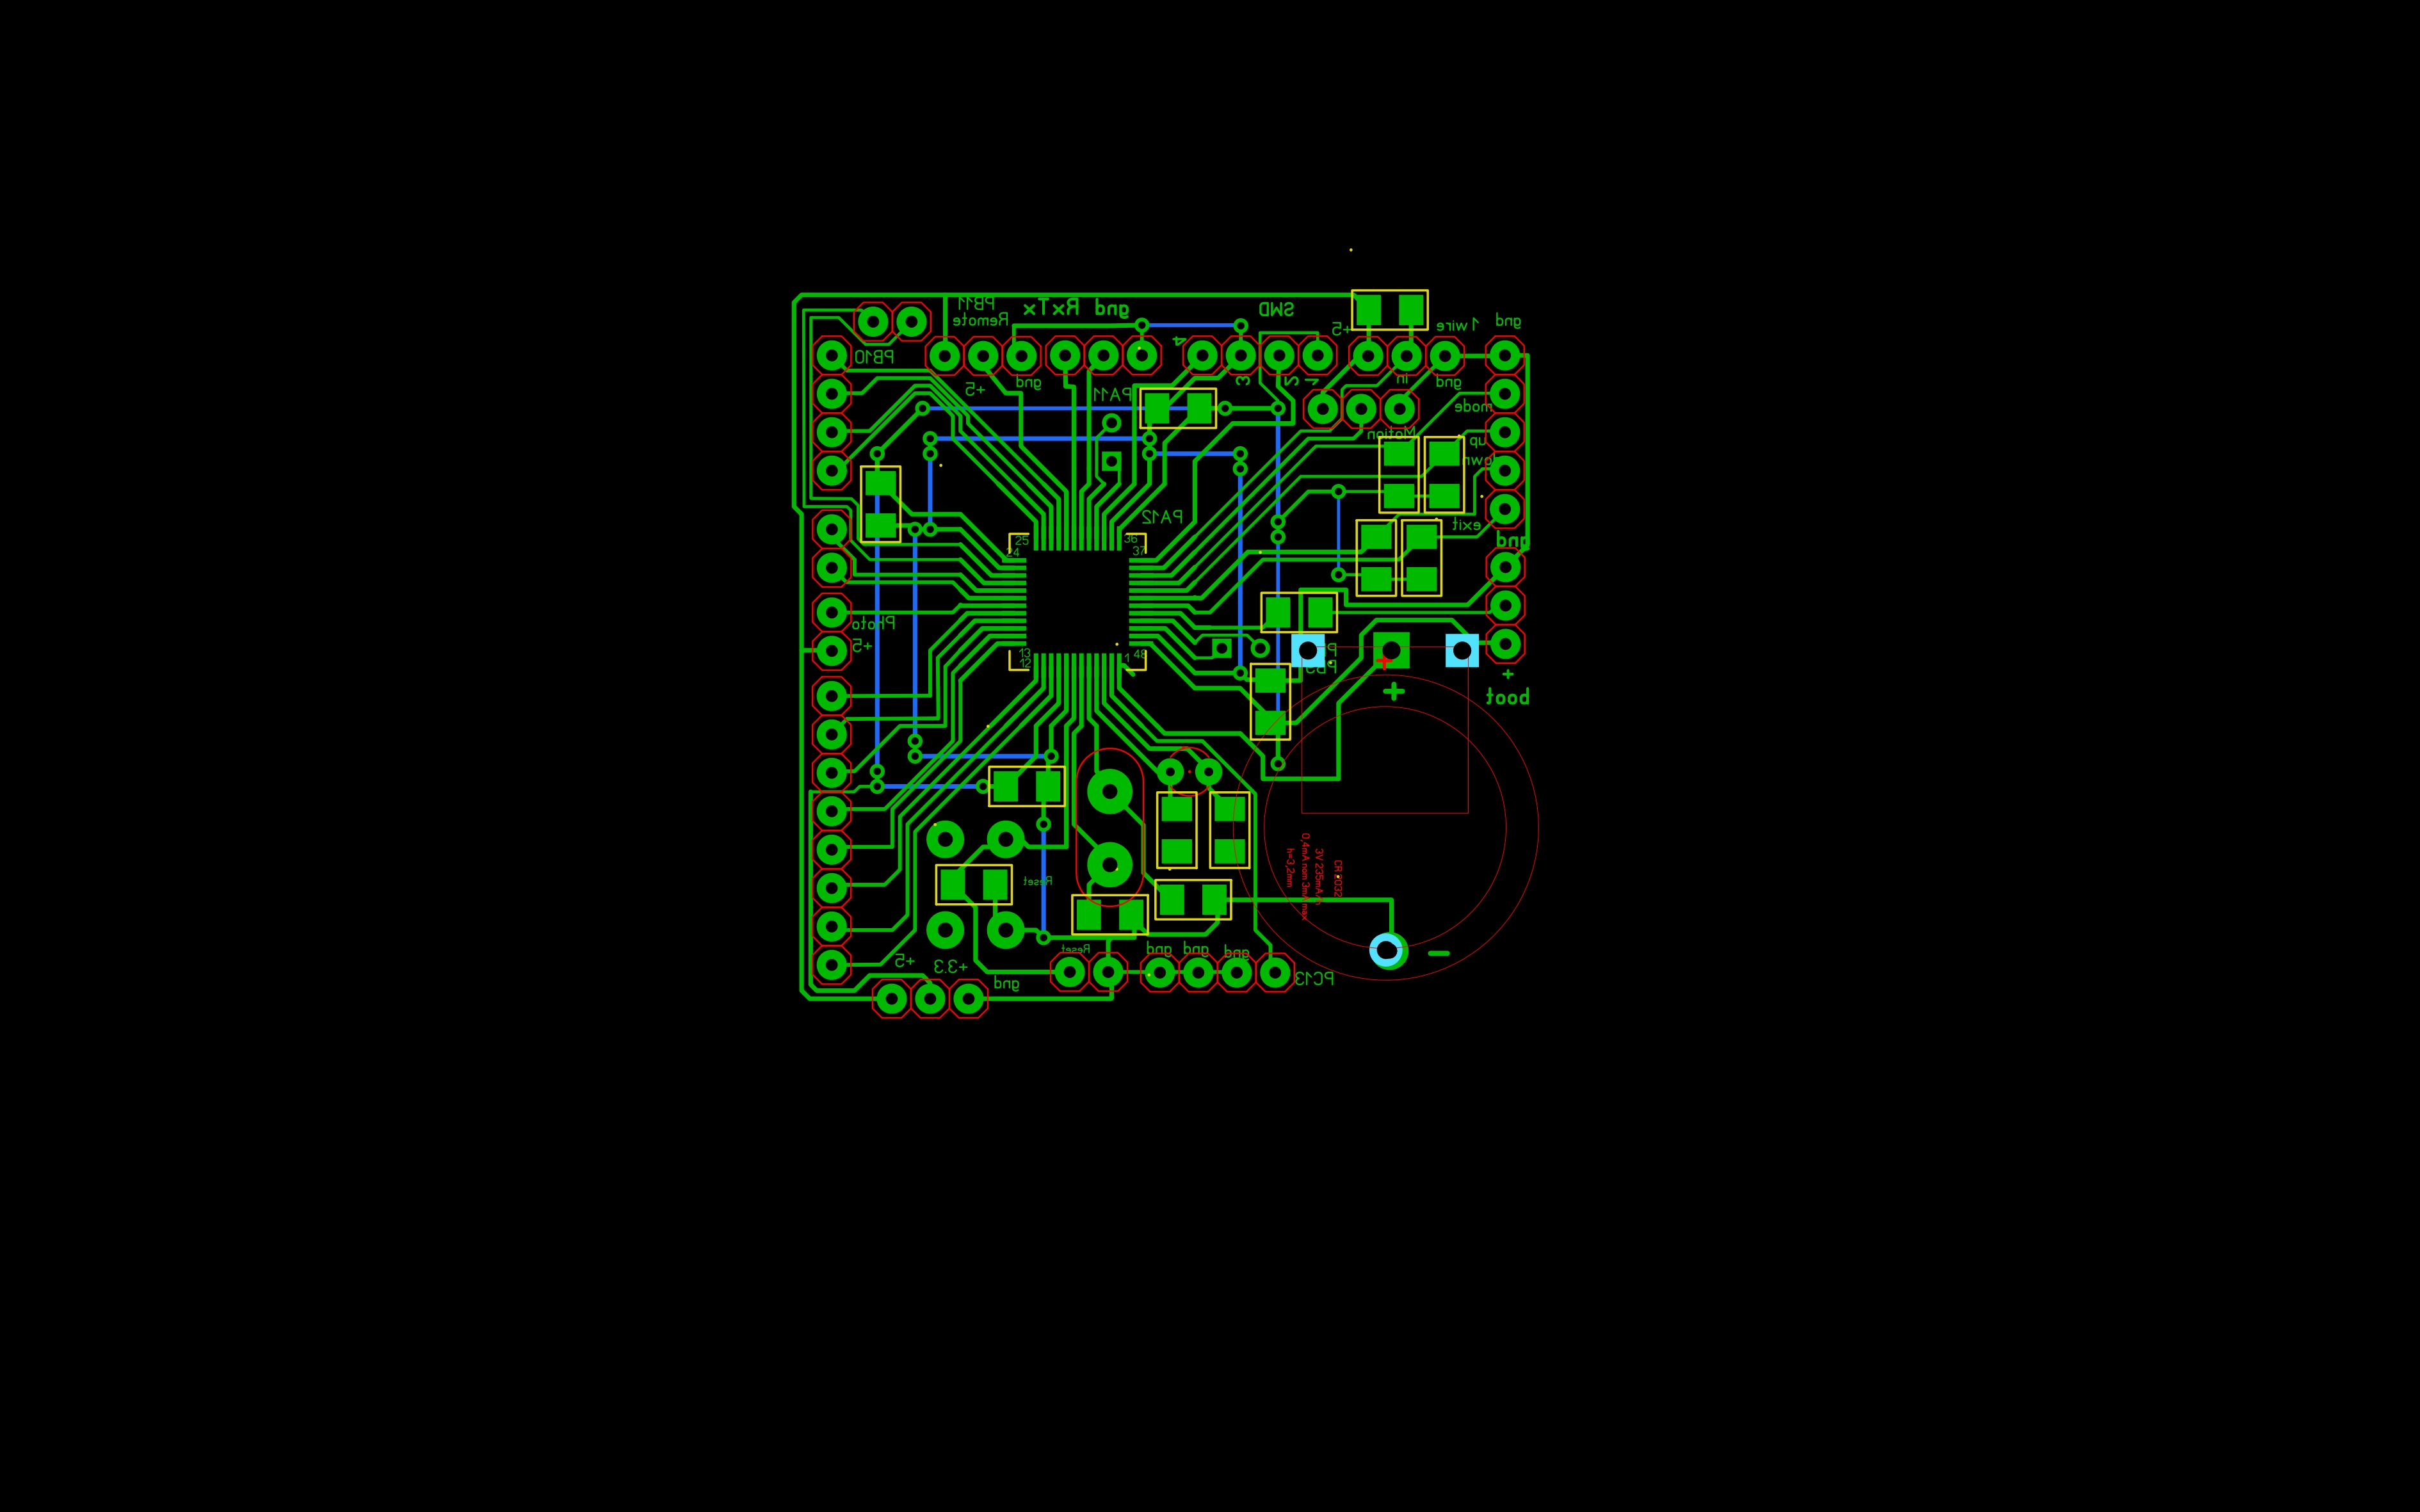 PB11
Remote
RxTx gnd
SWD
+5
1wire
gnd
PB10
+5
gnd
PA11
4
3
2
1
in
gnd
mode
Motion
up
down
PA12
exit
gnd
25
24
36
37
Photo
+5
13
12
1
48
PB3
+
+
+
boot
CR2032
3V 235mA/h
0,4mA nom 3mA max
h=3,2mm
Reset
Reset
gnd
gnd
gnd
PC13
+5
+3.3
gnd
-